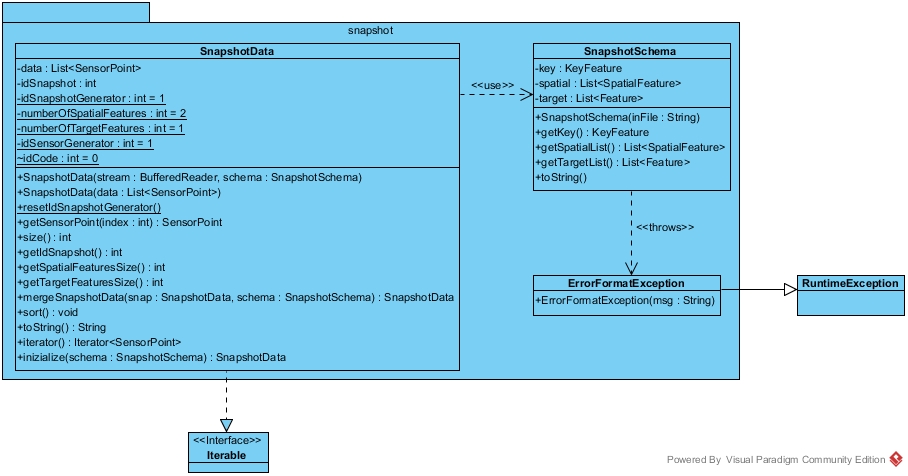 snapshot
SnapshotData
-data : List<SensorPoint>
-idSnapshot : int
-idSnapshotGenerator : int = 1
-numberOfSpatialFeatures : int = 2
-numberOfTargetFeatures : int = 1
-idSensorGenerator : int = 1
~idCode : int = 0
+SnapshotData(stream : BufferedReader, schema : SnapshotSchema)
+SnapshotData(data : List<SensorPoint>)
+resetIdSnapshotGenerator()
+getSensorPoint(index : int) : SensorPoint
+size() : int
+getIdSnapshot() : int
+getSpatialFeaturesSize() : int
+getTargetFeaturesSize() : int
+mergeSnapshotData(snap : SnapshotData, schema : SnapshotSchema) : SnapshotData
+sort() : void
+toString() : String
+iterator() : Iterator<SensorPoint>
+inizialize(schema : SnapshotSchema) : SnapshotData
<<use>>
SnapshotSchema
-key : KeyFeature
-spatial : List<SpatialFeature>
-target : List<Feature>
+SnapshotSchema(inFile : String)
+getKey() : KeyFeature
+getSpatialList() : List<SpatialFeature>
+getTargetList() : List<Feature>
+toString()
<<throws>>
ErrorFormatException
+ErrorFormatException(msg : String)
RuntimeException
<<Interface>>
Iterable
Powered By Visual Paradigm Community Edition